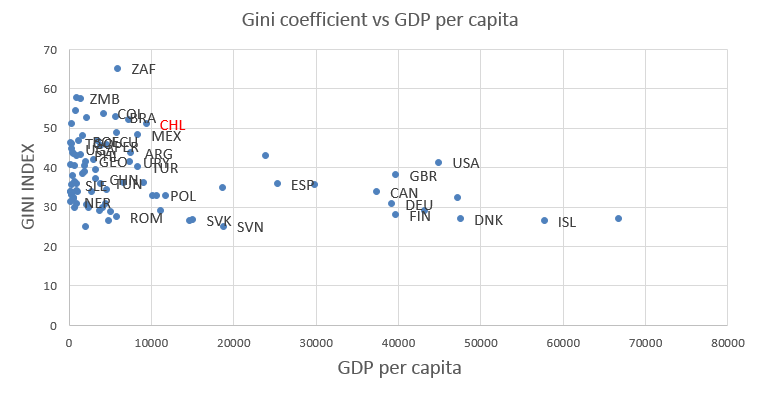 Gini coefficient vs GDP per capita
70
60
50
40
30
20
10
0
GINI INDEX
ZAF
ZMB
COL
BRA
CHL
MEX
ECU
PER
ARG
GEO
URY
TUR
USA
GBR
SLE
TUN
ESP
POL
CAN
NER
DEU
ROM
SVK
FIN
DNK
ISL
SVN
0 10000 20000 30000 40000 50000 60000 70000 80000
GDP per capita